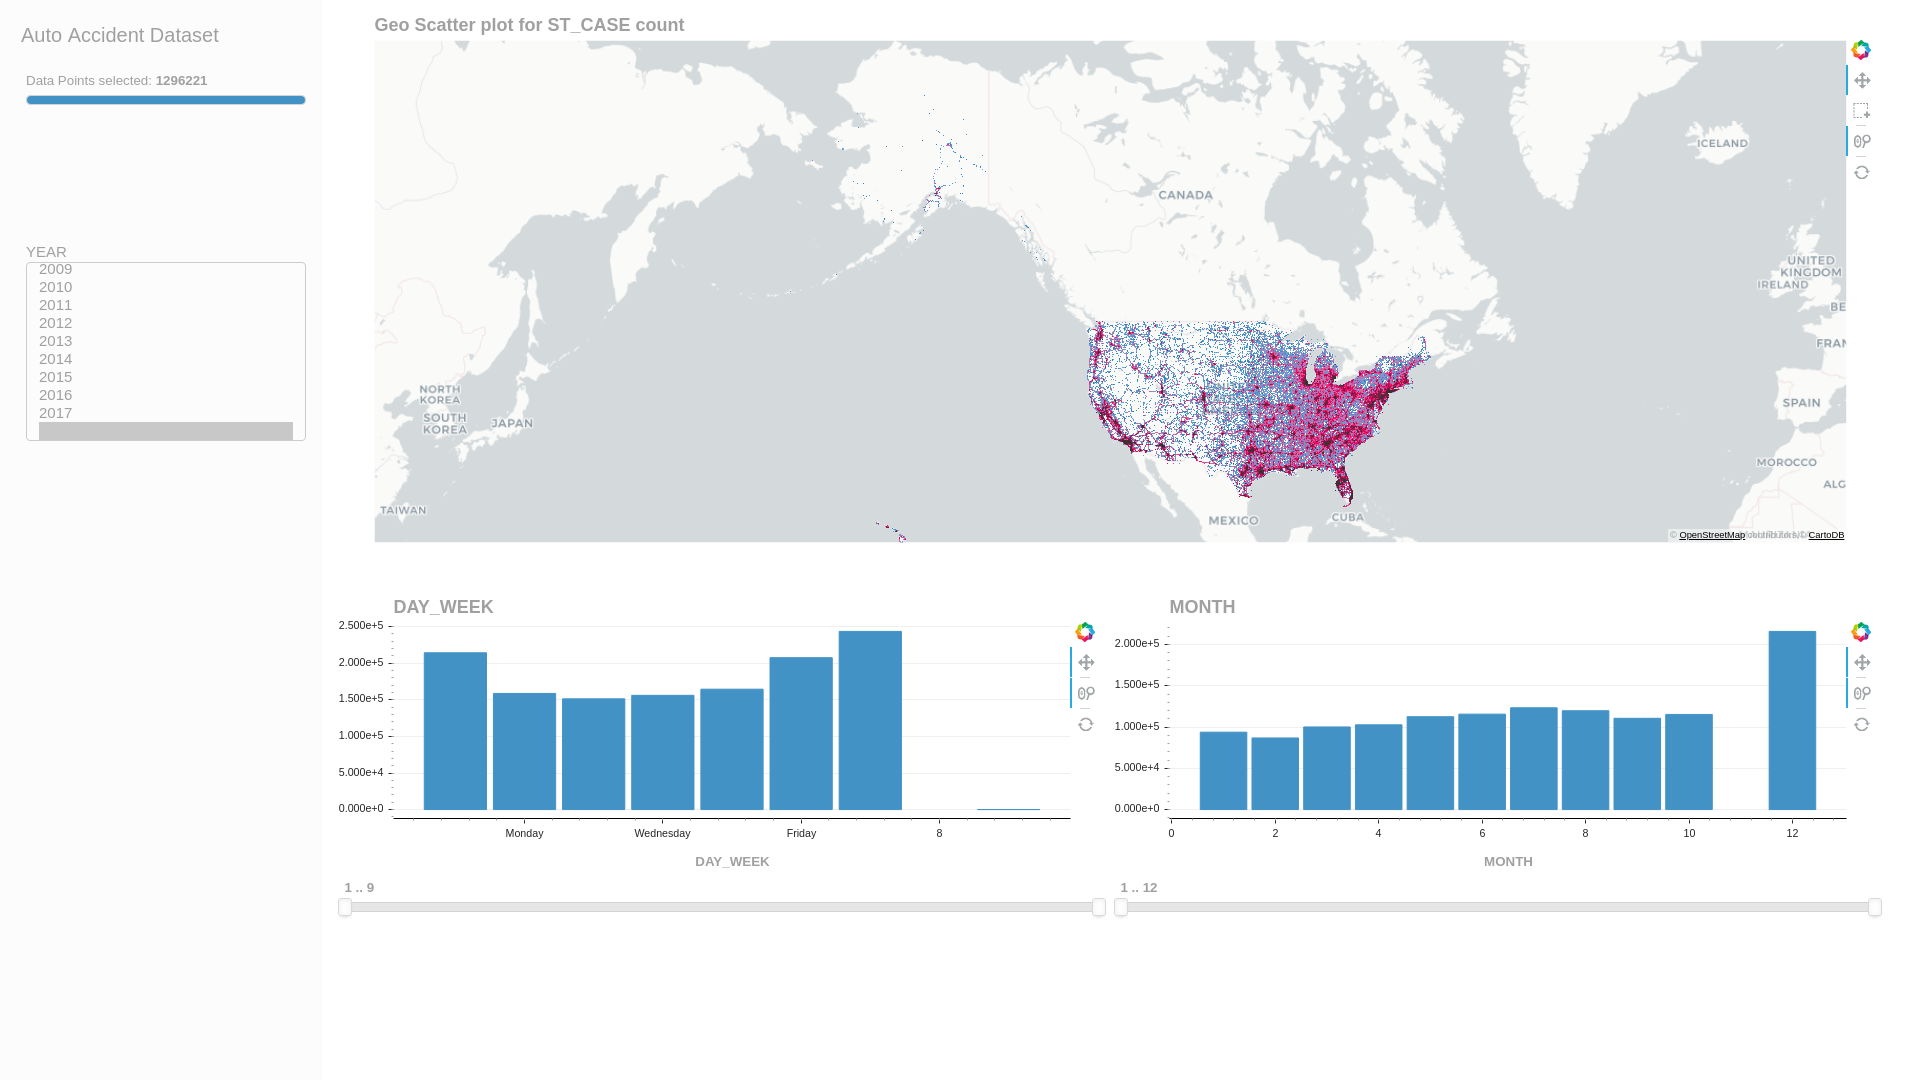 Auto Accident Dataset
Data Points selected: 1296221
YEAR
2009
2010
2011
2012
2013
2014
2015
2016
2017
Geo Scatter plot for ST_CASE count
ICELAND
CANADA
UNITED
KINGDOM
IRELAND
BE
FRAN
NORTH
KOREA
SOUTH
KOREA
JAPAN
SPAIN
MOROCCO
ALG
TAIWAN
MEXICO
CUBA
© OpenStreetMap contributors, © CartoDB
DAY_WEEK
2.500e+5
2.000e+5
1.500e+5
1.000e+5
5.000e+4
0.000e+0
Monday
Wednesday
Friday
8
DAY_WEEK
1 .. 9
MONTH
2.000e+5
1.500e+5
1.000e+5
5.000e+4
0.000e+0
0
2
4
6
8
10
12
MONTH
1 .. 12